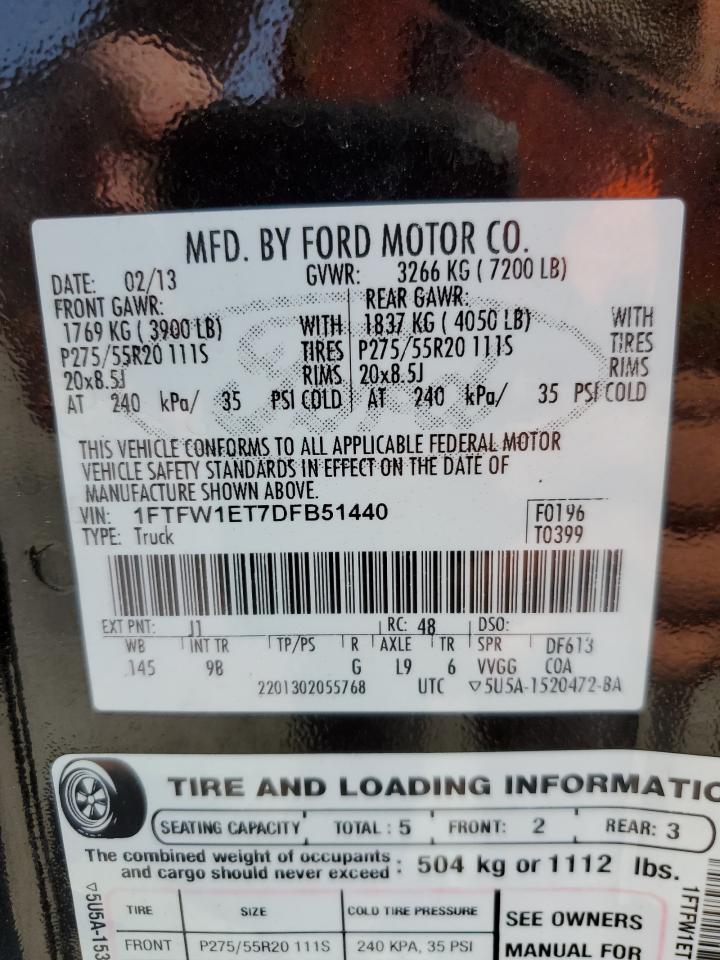 MFD. BY FORD MOTOR CO.
DATE: 02/13 GVWR: 3266 KG ( 7200 LB)
FRONT GAWR: REAR GAWR:
1769 KG ( 3900 LB) WITH 1837 KG ( 4050 LB) WITH
P275/55R20 111S TIRES P275/55R20 111S TIRES
20x8.5J RIMS 20x8.5J RIMS
AT 240 kPa/ 35 PSI COLD AT 240 kPa/ 35 PSI COLD
THIS VEHICLE CONFORMS TO ALL APPLICABLE FEDERAL MOTOR
VEHICLE SAFETY STANDARDS IN EFFECT ON THE DATE OF
MANUFACTURE SHOWN ABOVE.
VIN: 1FTFW1ET7DFB51440 F0196
TYPE: Truck T0399
EXT PNT: J1 RC: 48 DSO:
WB INT TR TP/PS R AXLE TR SPR DF613
145 9B G L9 6 VVGG COA
2201302055768 UTC ▽5U5A-1520472-BA
TIRE AND LOADING INFORMATIO
SEATING CAPACITY TOTAL : 5 FRONT: 2 REAR: 3
The combined weight of occupants
and cargo should never exceed : 504 kg or 1112 lbs.
TIRE SIZE COLD TIRE PRESSURE SEE OWNERS
FRONT P275/55R20 111S 240 KPA, 35 PSI MANUAL FOR
▽5U5A-153
1FTFW1ET